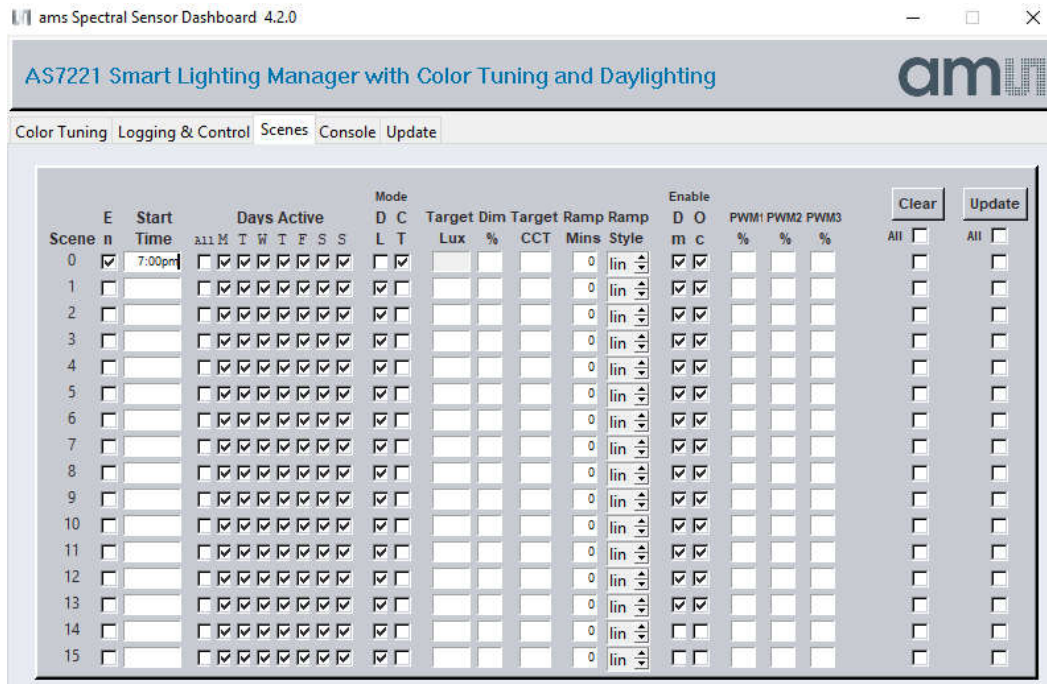 ams Spectral Sensor Dashboard 4.2.0
AS7221 Smart Lighting Manager with Color Tuning and Daylighting
am
Color Tuning Logging & Control Scenes Console Update
Mode Enable Clear Update
E Start Days Active D C Target Dim Target Ramp Ramp D O PWM1 PWM2 PWM3
Scene n Time All M T W T F S S L T Lux % CCT Mins Style m c % % % All All
0 7:00pm 0 lin
1 0 lin
2 0 lin
3 0 lin
4 0 lin
5 0 lin
6 0 lin
7 0 lin
8 0 lin
9 0 lin
10 0 lin
11 0 lin
12 0 lin
13 0 lin
14 0 lin
15 0 lin